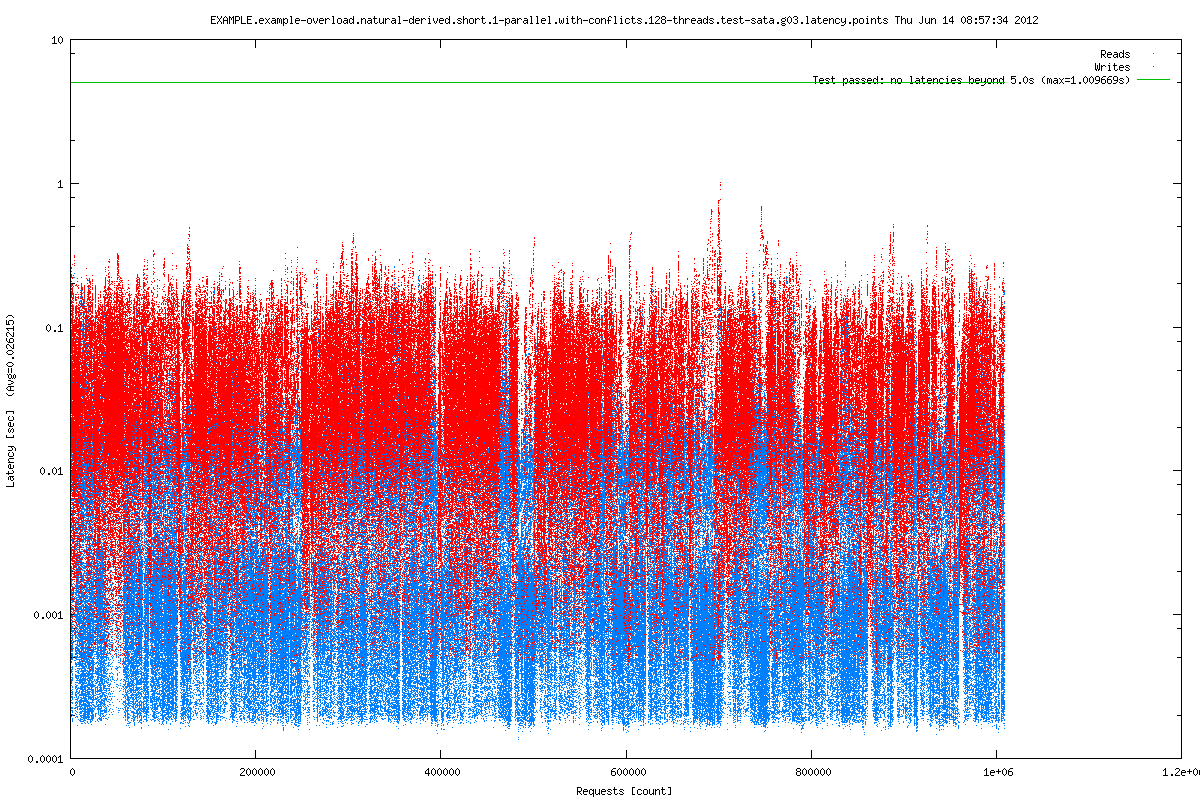 EXAMPLE.example-overload.natural-derived.short.1-parallel.with-conflicts.128-threads.test-sata.g03.latency.points Thu Jun 14 08:57:34 2012
Reads
Writes
Test passed: no latencies beyond 5.0s (max=1.009669s)
10
1
0.1
0.01
0.001
0.0001
Latency [sec] (Avg=0.026215)
0
200000
400000
600000
800000
1e+06
1.2e+0
Requests [count]